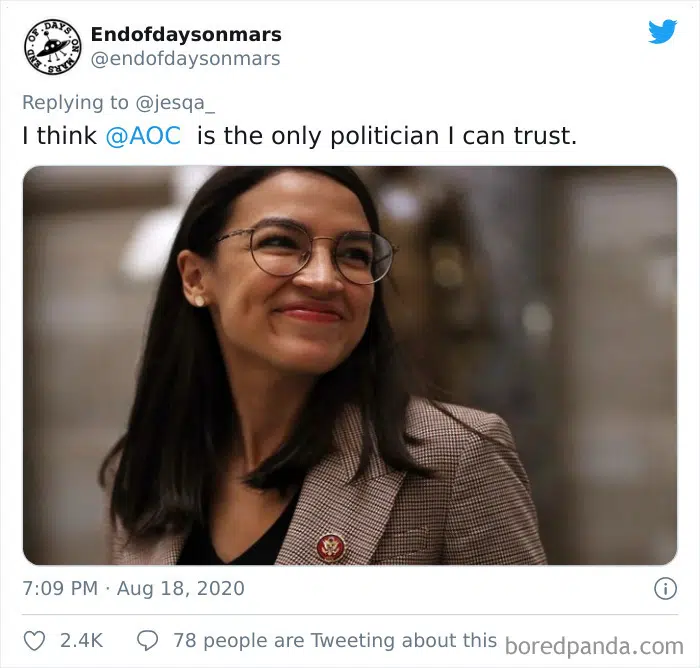 END OF DAYS ON MARS
Endofdaysonmars
@endofdaysonmars
Replying to @jesqa_
I think @AOC is the only politician I can trust.
7:09 PM · Aug 18, 2020
2.4K 78 people are Tweeting about this
boredpanda.com